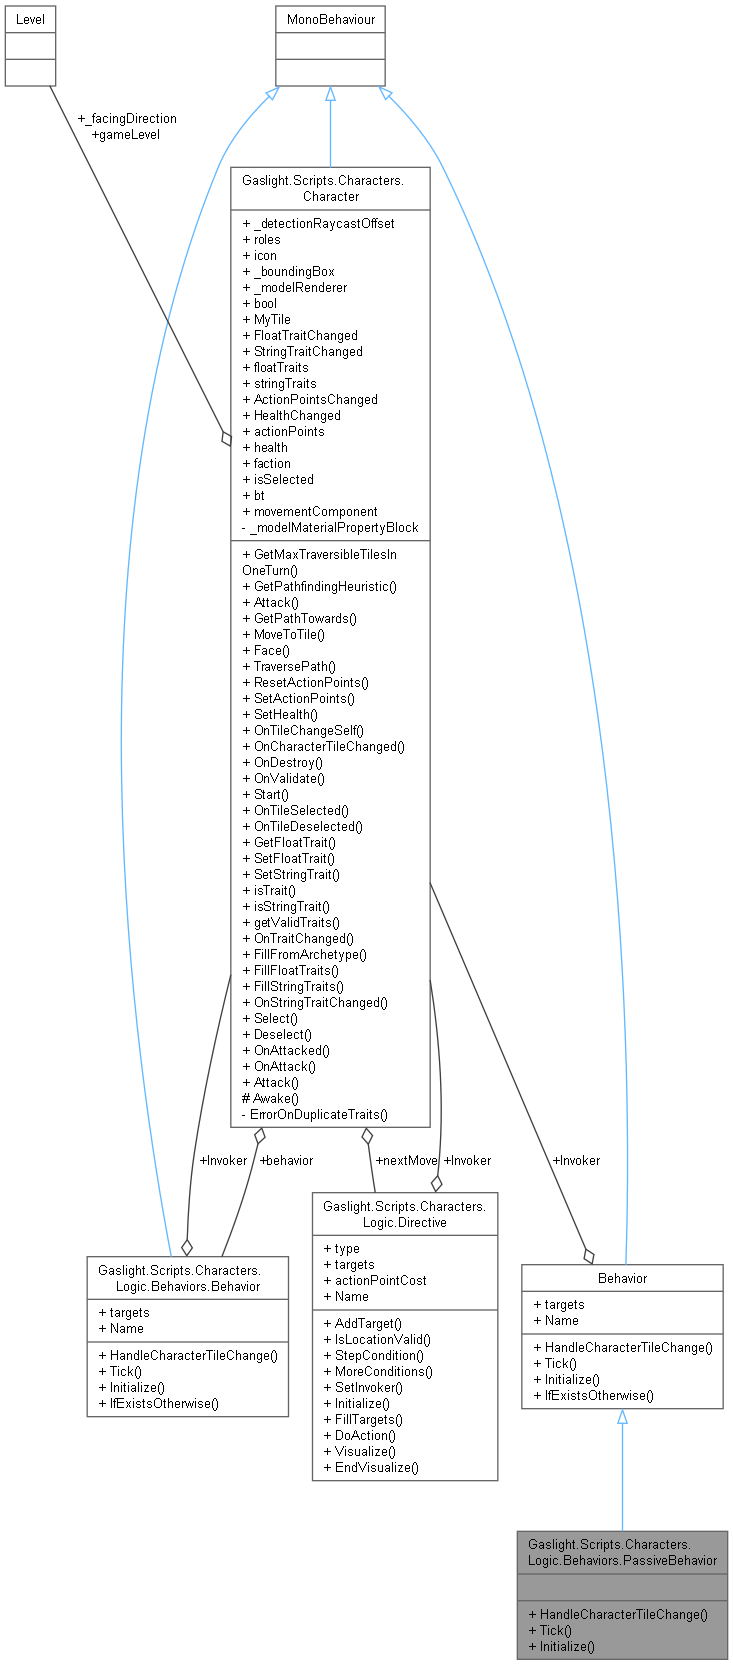 Level
MonoBehaviour
+_facingDirection
+gameLevel
Gaslight.Scripts.Characters.
Character
+ _detectionRaycastOffset
+ roles
+ icon
+ _boundingBox
+ _modelRenderer
+ bool
+ MyTile
+ FloatTraitChanged
+ StringTraitChanged
+ floatTraits
+ stringTraits
+ ActionPointsChanged
+ HealthChanged
+ actionPoints
+ health
+ faction
+ isSelected
+ bt
+ movementComponent
- _modelMaterialPropertyBlock
+ GetMaxTraversibleTilesIn
OneTurn()
+ GetPathfindingHeuristic()
+ Attack()
+ GetPathTowards()
+ MoveToTile()
+ Face()
+ TraversePath()
+ ResetActionPoints()
+ SetActionPoints()
+ SetHealth()
+ OnTileChangeSelf()
+ OnCharacterTileChanged()
+ OnDestroy()
+ OnValidate()
+ Start()
+ OnTileSelected()
+ OnTileDeselected()
+ GetFloatTrait()
+ SetFloatTrait()
+ SetStringTrait()
+ isTrait()
+ isStringTrait()
+ getValidTraits()
+ OnTraitChanged()
+ FillFromArchetype()
+ FillFloatTraits()
+ FillStringTraits()
+ OnStringTraitChanged()
+ Select()
+ Deselect()
+ OnAttacked()
+ OnAttack()
+ Attack()
# Awake()
- ErrorOnDuplicateTraits()
+Invoker
+behavior
+nextMove
+Invoker
+Invoker
Gaslight.Scripts.Characters.
Logic.Behaviors.Behavior
+ targets
+ Name
+ HandleCharacterTileChange()
+ Tick()
+ Initialize()
+ IfExistsOtherwise()
Gaslight.Scripts.Characters.
Logic.Directive
+ type
+ targets
+ actionPointCost
+ Name
+ AddTarget()
+ IsLocationValid()
+ StepCondition()
+ MoreConditions()
+ SetInvoker()
+ Initialize()
+ FillTargets()
+ DoAction()
+ Visualize()
+ EndVisualize()
Behavior
+ targets
+ Name
+ HandleCharacterTileChange()
+ Tick()
+ Initialize()
+ IfExistsOtherwise()
Gaslight.Scripts.Characters.
Logic.Behaviors.PassiveBehavior
+ HandleCharacterTileChange()
+ Tick()
+ Initialize()